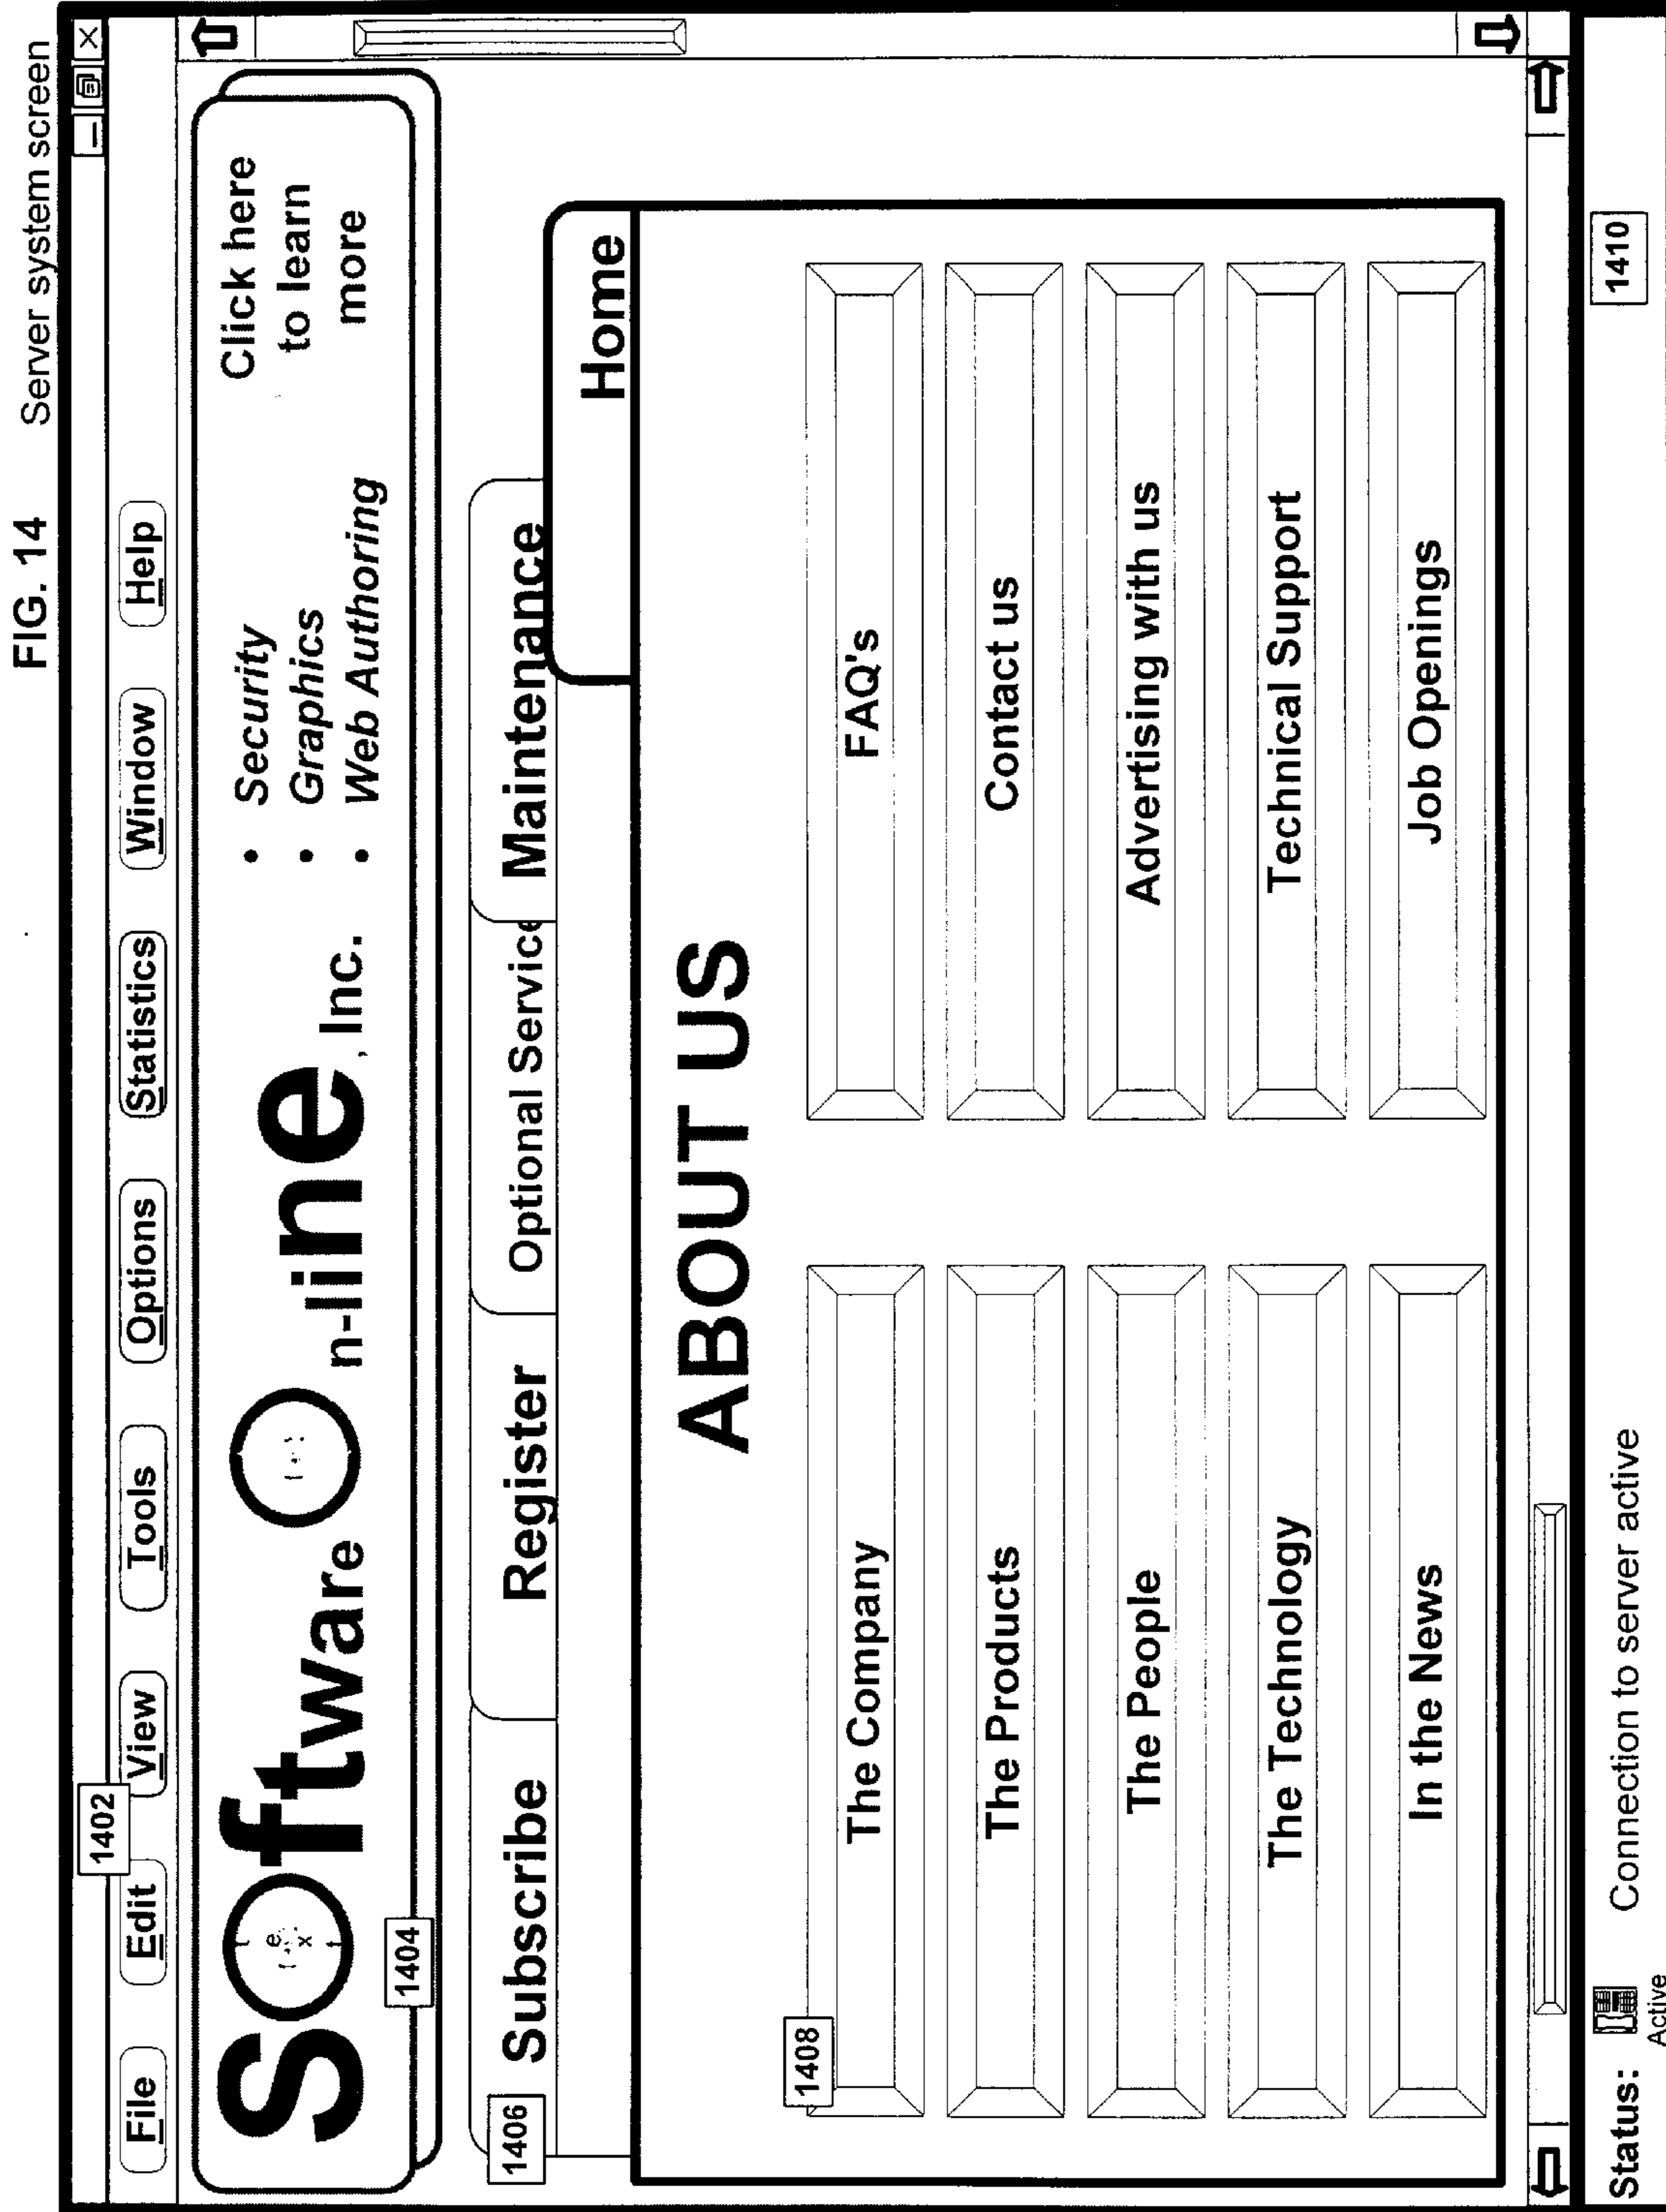 FIG. 14 Server system screen
1402
File Edit View Tools Options Statistics Window Help
Software On-line, Inc.
• Security
• Graphics
• Web Authoring
Click here
to learn
more
1404
1406
Subscribe Register Optional Service Maintenance
Home
ABOUT US
1408
The Company FAQ's
The Products Contact us
The People Advertising with us
The Technology Technical Support
In the News Job Openings
Status: Connection to server active 1410
Active